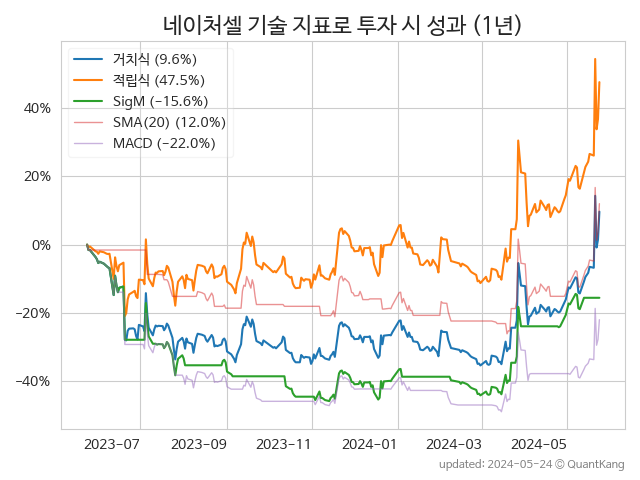 네이처셀 기술 지표로 투자 시 성과 (1년)
거치식 (9.6%)
적립식 (47.5%)
SigM (−15.6%)
SMA(20) (12.0%)
MACD (−22.0%)
40%
20%
0%
−20%
−40%
2023-07 2023-09 2023-11 2024-01 2024-03 2024-05
updated: 2024-05-24 © QuantKang